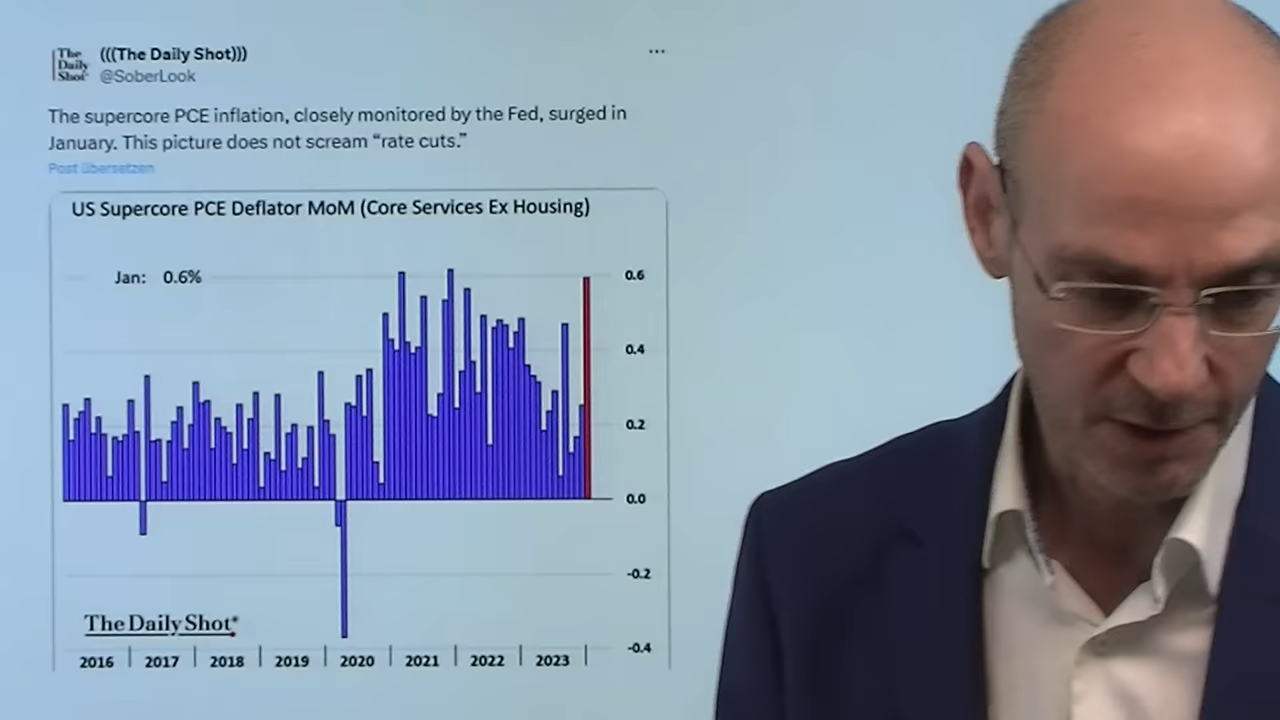 The
Daily
Shot
(((The Daily Shot)))
@SoberLook
...
The supercore PCE inflation, closely monitored by the Fed, surged in
January. This picture does not scream “rate cuts.”
Post übersetzen
US Supercore PCE Deflator MoM (Core Services Ex Housing)
Jan: 0.6%
0.6
0.4
0.2
0.0
-0.2
-0.4
The Daily Shot
2016 2017 2018 2019 2020 2021 2022 2023